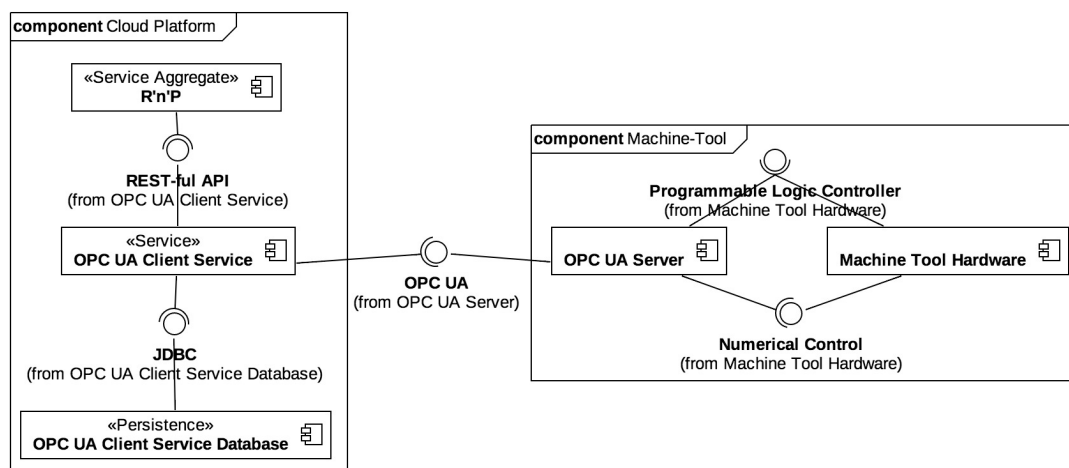 component Cloud Platform
«Service Aggregate»
R'n'P
REST-ful API
(from OPC UA Client Service)
«Service»
OPC UA Client Service
JDBC
(from OPC UA Client Service Database)
«Persistence»
OPC UA Client Service Database
OPC UA
(from OPC UA Server)
component Machine-Tool
Programmable Logic Controller
(from Machine Tool Hardware)
OPC UA Server
Machine Tool Hardware
Numerical Control
(from Machine Tool Hardware)